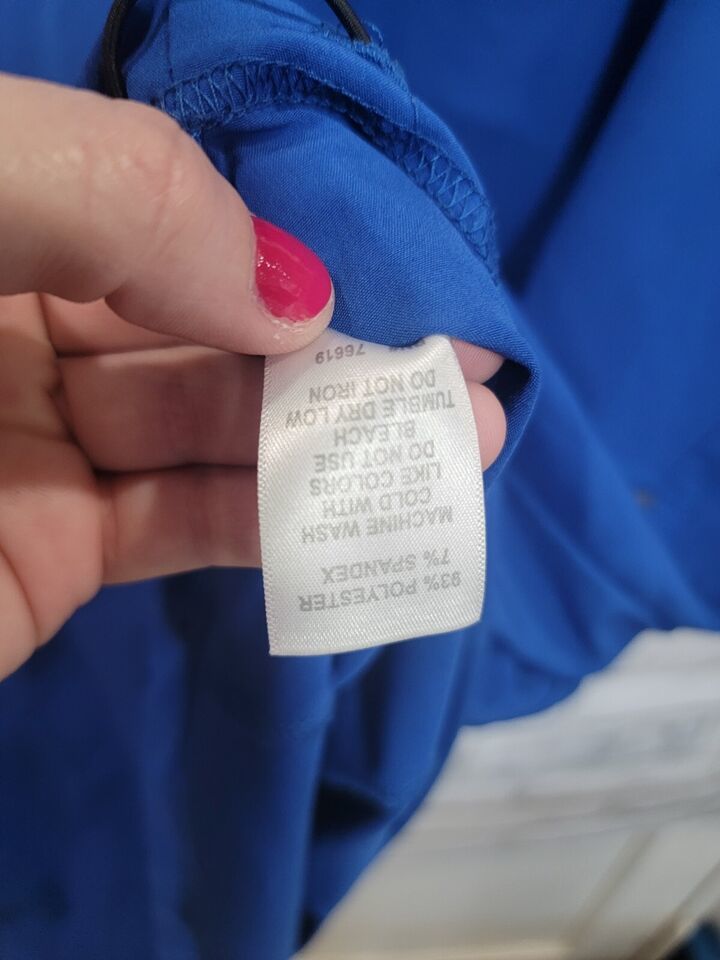 93% POLYESTER
7% SPANDEX
MACHINE WASH
COLD WITH
LIKE COLORS
DO NOT USE
BLEACH
TUMBLE DRY LOW
DO NOT IRON
76619